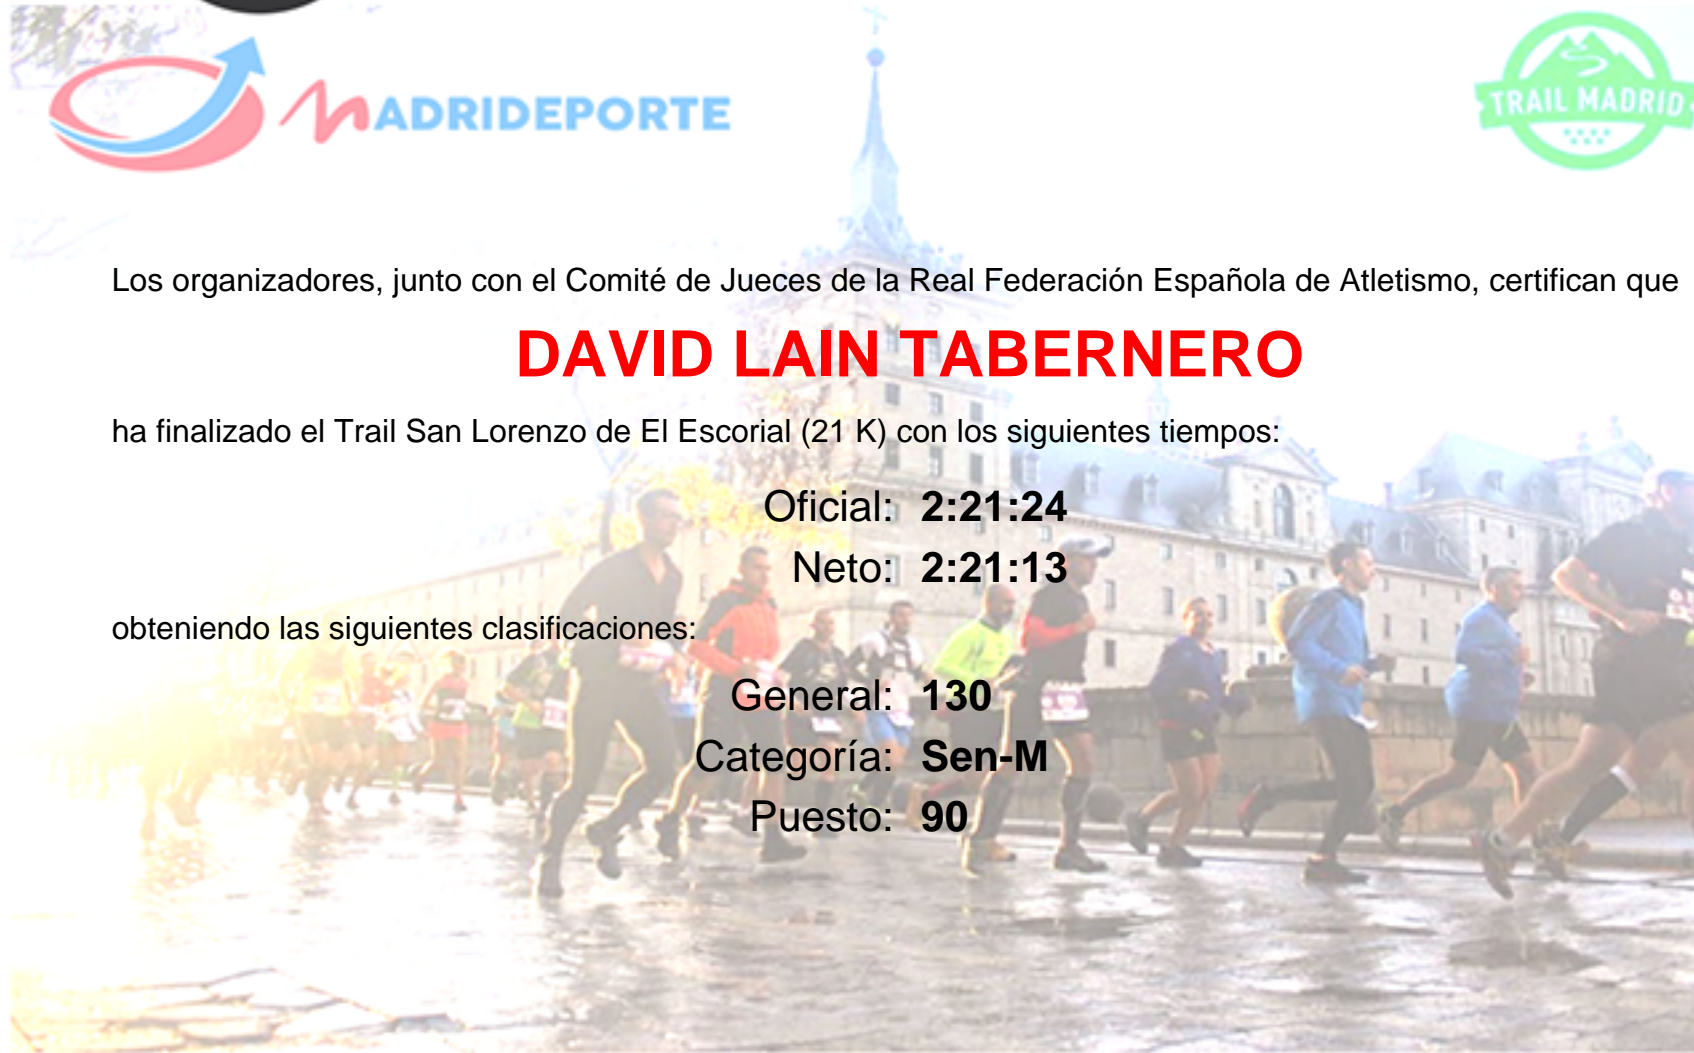 MADRIDEPORTE
TRAIL MADRID
Los organizadores, junto con el Comité de Jueces de la Real Federación Española de Atletismo, certifican que
DAVID LAIN TABERNERO
ha finalizado el Trail San Lorenzo de El Escorial (21 K) con los siguientes tiempos:
Oficial: 2:21:24
Neto: 2:21:13
obteniendo las siguientes clasificaciones:
General: 130
Categoría: Sen-M
Puesto: 90